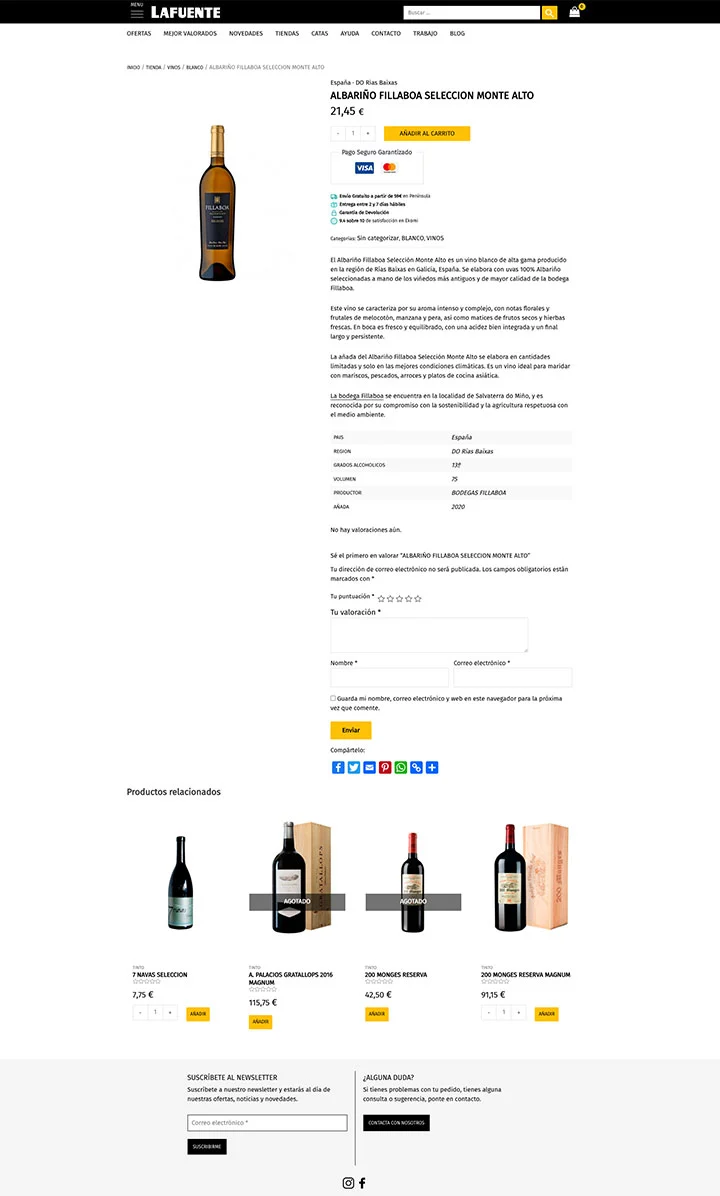 MENU
LAFUENTE
Buscar ...
0
OFERTAS MEJOR VALORADOS NOVEDADES TIENDAS CATAS AYUDA CONTACTO TRABAJO BLOG
INICIO / TIENDA / VINOS / BLANCO / ALBARIÑO FILLABOA SELECCION MONTE ALTO
España - DO Rías Baixas
ALBARIÑO FILLABOA SELECCION MONTE ALTO
21,45 €
- 1 + AÑADIR AL CARRITO
Pago Seguro Garantizado
VISA mastercard
Envío Gratuito a partir de 59€ en Península
Entrega entre 2 y 7 días hábiles
Garantía de Devolución
9.4 sobre 10 de satisfacción en Ekomi
Categorías: Sin categorizar, BLANCO, VINOS
FILLABOA
El Albariño Fillaboa Selección Monte Alto es un vino blanco de alta gama producido
en la región de Rías Baixas en Galicia, España. Se elabora con uvas 100% Albariño
seleccionadas a mano de los viñedos más antiguos y de mayor calidad de la bodega
Fillaboa.
Este vino se caracteriza por su aroma intenso y complejo, con notas florales y
frutales de melocotón, manzana y pera, así como matices de frutos secos y hierbas
frescas. En boca es fresco y equilibrado, con una acidez bien integrada y un final
largo y persistente.
La añada del Albariño Fillaboa Selección Monte Alto se elabora en cantidades
limitadas y solo en las mejores condiciones climáticas. Es un vino ideal para maridar
con mariscos, pescados, arroces y platos de cocina asiática.
La bodega Fillaboa se encuentra en la localidad de Salvaterra do Miño, y es
reconocida por su compromiso con la sostenibilidad y la agricultura respetuosa con
el medio ambiente.
PAIS España
REGION DO Rías Baixas
GRADOS ALCOHOLICOS 13º
VOLUMEN 75
PRODUCTOR BODEGAS FILLABOA
AÑADA 2020
No hay valoraciones aún.
Sé el primero en valorar “ALBARIÑO FILLABOA SELECCION MONTE ALTO”
Tu dirección de correo electrónico no será publicada. Los campos obligatorios están
marcados con *
Tu puntuación *
Tu valoración *
Nombre * Correo electrónico *
Guarda mi nombre, correo electrónico y web en este navegador para la próxima
vez que comente.
Enviar
Compártelo:
Productos relacionados
AGOTADO AGOTADO
TINTO TINTO TINTO TINTO
7 NAVAS SELECCION A. PALACIOS GRATALLOPS 2016 200 MONGES RESERVA 200 MONGES RESERVA MAGNUM
MAGNUM
7,75 € 115,75 € 42,50 € 91,15 €
- 1 + AÑADIR AÑADIR AÑADIR - 1 + AÑADIR
SUSCRÍBETE AL NEWSLETTER
Suscríbete a nuestro newsletter y estarás al día de
nuestras ofertas, noticias y novedades.
Correo electrónico *
SUSCRIBIRME
¿ALGUNA DUDA?
Si tienes problemas con tu pedido, tienes alguna
consulta o sugerencia, ponte en contacto.
CONTACTA CON NOSOTROS